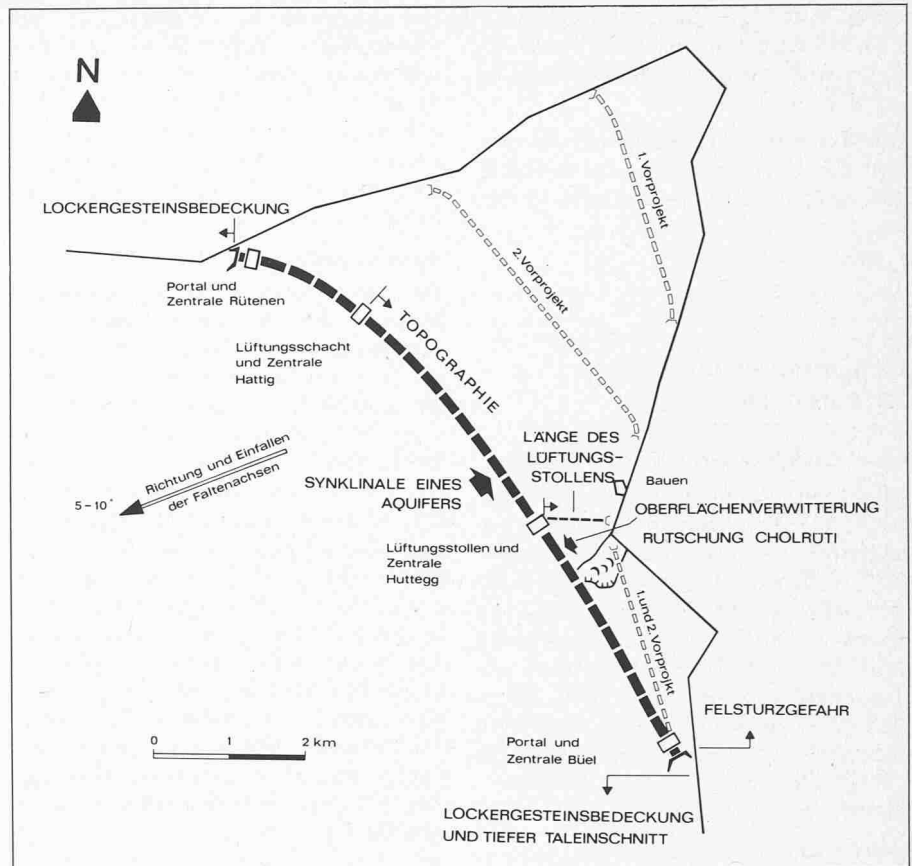 N
LOCKERGESTEINSBEDECKUNG
Portal und
Zentrale Rütenen
Lüftungsschacht
und Zentrale
Hattig
TOPOGRAPHIE
1. Vorprojekt
2. Vorprojekt
Richtung und Einfallen
der Faltenachsen
5 - 10°
SYNKLINALE EINES
AQUIFERS
LÄNGE DES
LÜFTUNGS-
STOLLENS
Bauen
OBERFLÄCHENVERWITTERUNG
RUTSCHUNG CHOLRÜTI
Lüftungsstollen und
Zentrale
Huttegg
1. und 2. Vorprojkt
FELSTURZGEFAHR
0 1 2 km
Portal und
Zentrale Büel
LOCKERGESTEINSBEDECKUNG
UND TIEFER TALEINSCHNITT